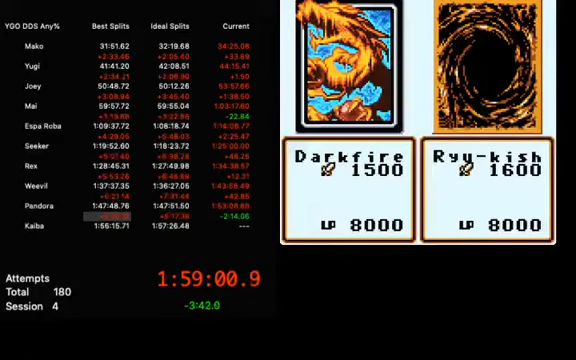 YGO DDS Any% Best Splits Ideal Splits Current
Mako 31:51.62 32:19.68 34:25.08
+2:33.46 +2:05.40 +33.69
Yugi 41:41.20 42:08.51 44:15.41
+2:34.21 +2:06.90 +1.50
Joey 50:48.72 50:12.26 53:57.66
+3:08.94 +3:45.40 +1:38.50
Mai 59:57.72 59:55.04 1:03:17.60
+3:19.88 +3:22.56 -22.84
Espa Roba 1:09:37.72 1:08:18.74 1:14:06.77
+4:29.05 +5:48.03 +2:25.47
Seeker 1:19:52.60 1:18:23.72 1:25:00.00
+5:07.40 +6:36.28 +48.26
Rex 1:28:45.31 1:27:49.98 1:34:38.57
+5:53.26 +6:48.59 +12.31
Weevil 1:37:37.35 1:36:27.05 1:43:58.49
+6:21.14 +7:31.44 +42.85
Pandora 1:47:48.76 1:47:51.50 1:53:08.88
+5:17.38 -2:14.06
Kaiba 1:56:15.71 1:57:26.48 ---
Attempts
Total 180
Session 4
1:59:00.9
-3:42.0
Darkfire
1500
LP 8000
Ryu-kish
1600
LP 8000